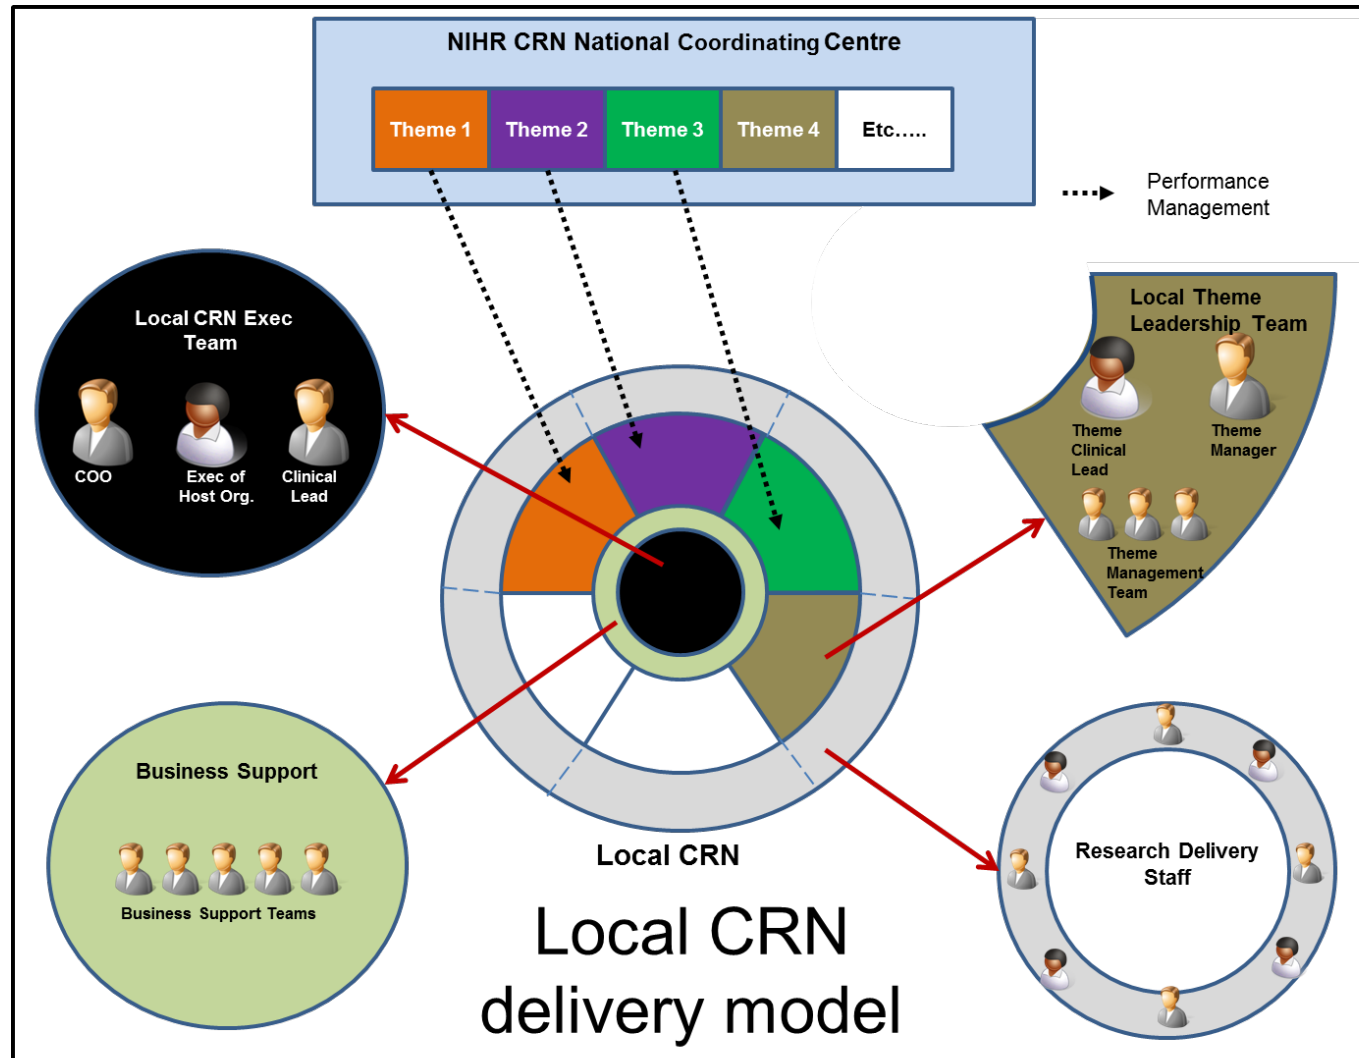 NIHR CRN National Coordinating Centre
Theme 1
Theme 2
Theme 3
Theme 4
Etc.....
Performance
Management
Local CRN Exec
Team
COO
Exec of
Host Org.
Clinical
Lead
Local Theme
Leadership Team
Theme
Clinical
Lead
Theme
Manager
Theme
Management
Team
Business Support
Business Support Teams
Research Delivery
Staff
Local CRN
Local CRN
delivery model